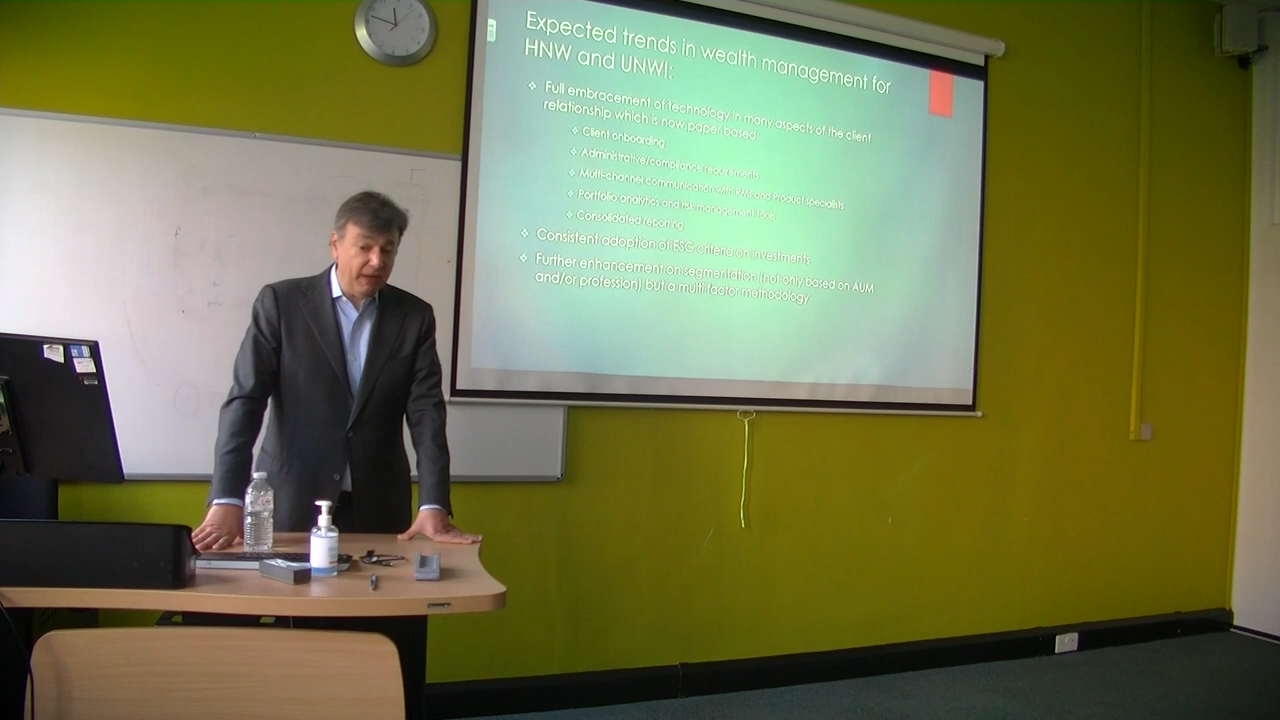 Expected trends in wealth management for
HNW and UNWI:
Full embracement of technology in many aspects of the client
relationship which is now paper based:
Client onboarding
Administrative/compliance requirements
Multi-channel communication with RMs and Product specialists
Portfolio analytics and risk management tools
Consolidated reporting
Consistent adoption of ESG criteria on investments
Further enhancement on segmentation (not only based on AUM
and/or profession) but a multi factor methodology